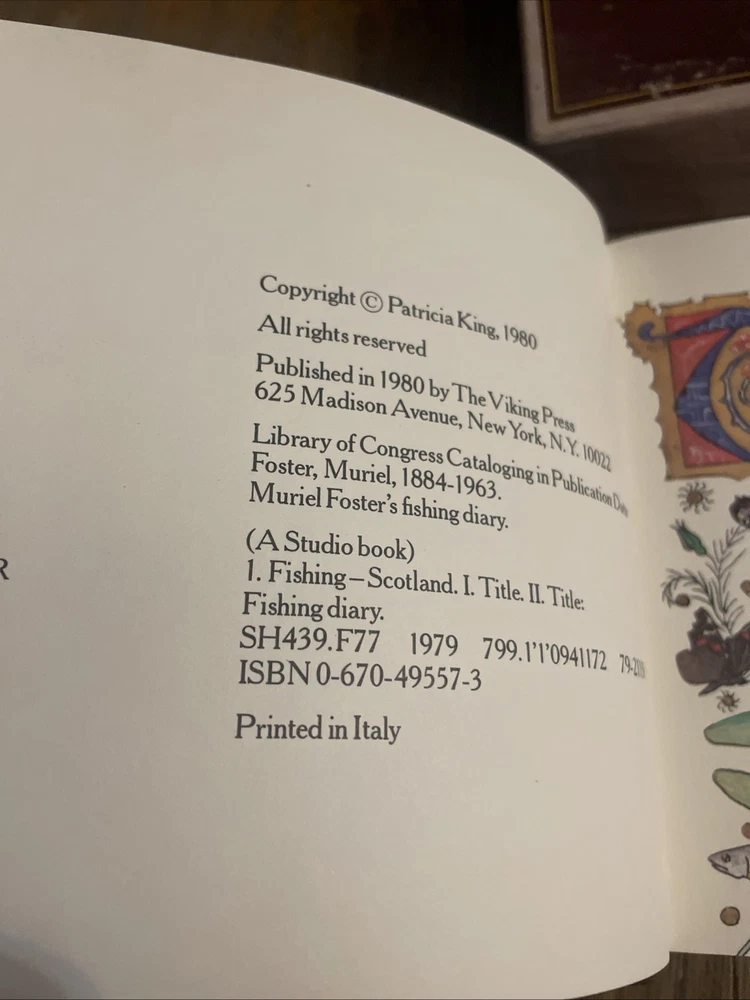 Copyright © Patricia King, 1980
All rights reserved
Published in 1980 by The Viking Press
625 Madison Avenue, New York, N.Y. 10022
Library of Congress Cataloging in Publication
Foster, Muriel, 1884-1963.
Muriel Foster's fishing diary.
(A Studio book)
1. Fishing—Scotland. I. Title. II. Title:
Fishing diary.
SH439.F77 1979 799.1'1'0941172
ISBN 0-670-49557-3
Printed in Italy
R